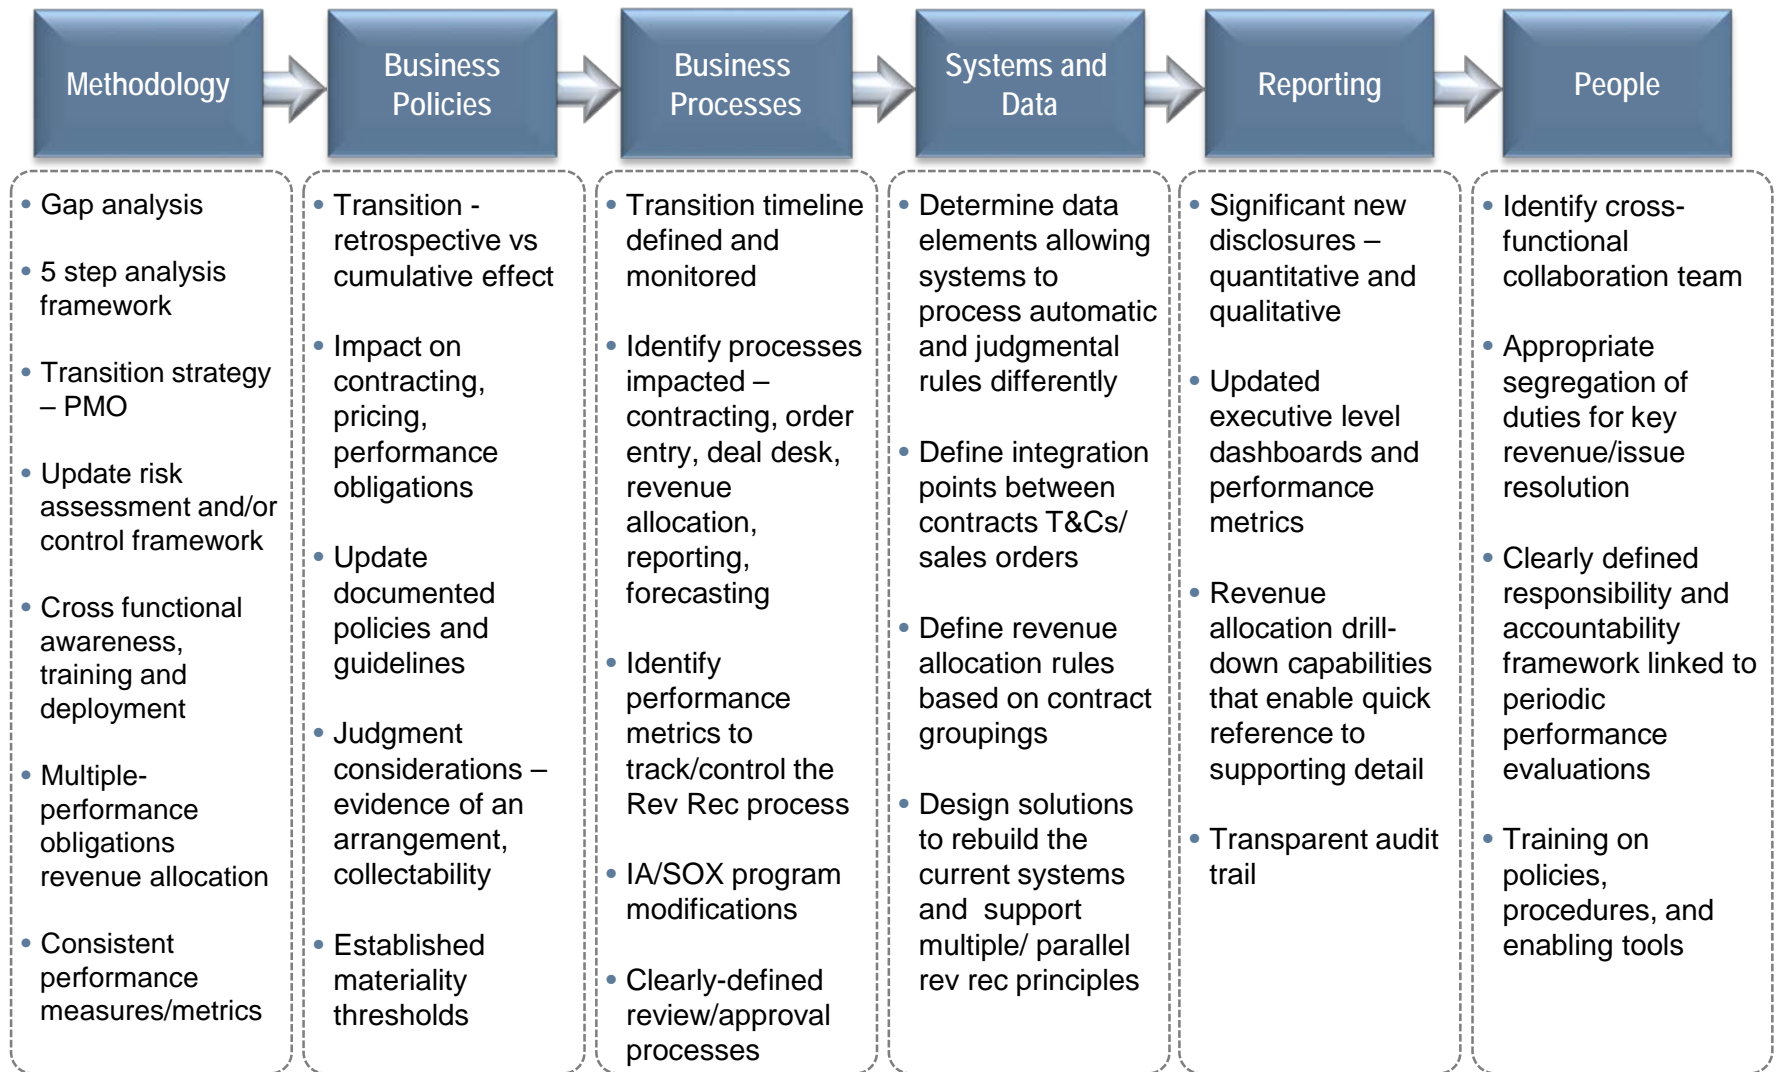 Methodology
Business
Policies
Business
Processes
Systems and
Data
Reporting
People
• Gap analysis
• 5 step analysis
framework
• Transition strategy
– PMO
• Update risk
assessment and/or
control framework
• Cross functional
awareness,
training and
deployment
• Multiple-
performance
obligations
revenue allocation
• Consistent
performance
measures/metrics
• Transition -
retrospective vs
cumulative effect
• Impact on
contracting,
pricing,
performance
obligations
• Update
documented
policies and
guidelines
• Judgment
considerations –
evidence of an
arrangement,
collectability
• Established
materiality
thresholds
• Transition timeline
defined and
monitored
• Identify processes
impacted –
contracting, order
entry, deal desk,
revenue
allocation,
reporting,
forecasting
• Identify
performance
metrics to
track/control the
Rev Rec process
• IA/SOX program
modifications
• Clearly-defined
review/approval
processes
• Determine data
elements allowing
systems to
process automatic
and judgmental
rules differently
• Define integration
points between
contracts T&Cs/
sales orders
• Define revenue
allocation rules
based on contract
groupings
• Design solutions
to rebuild the
current systems
and  support
multiple/ parallel
rev rec principles
• Significant new
disclosures –
quantitative and
qualitative
• Updated
executive level
dashboards and
performance
metrics
• Revenue
allocation drill-
down capabilities
that enable quick
reference to
supporting detail
• Transparent audit
trail
• Identify cross-
functional
collaboration team
• Appropriate
segregation of
duties for key
revenue/issue
resolution
• Clearly defined
responsibility and
accountability
framework linked to
periodic
performance
evaluations
• Training on
policies,
procedures, and
enabling tools